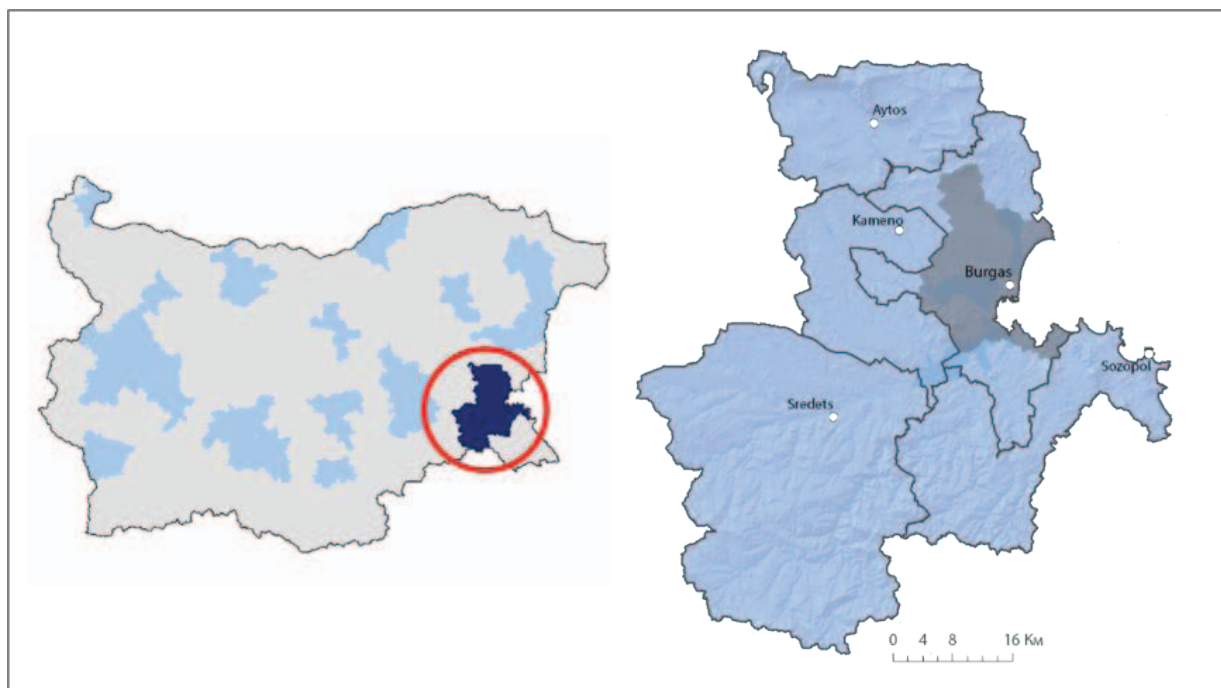 Aytos
Kameno
Burgas
Sozopol
Sredets
0 4 8 16 Км